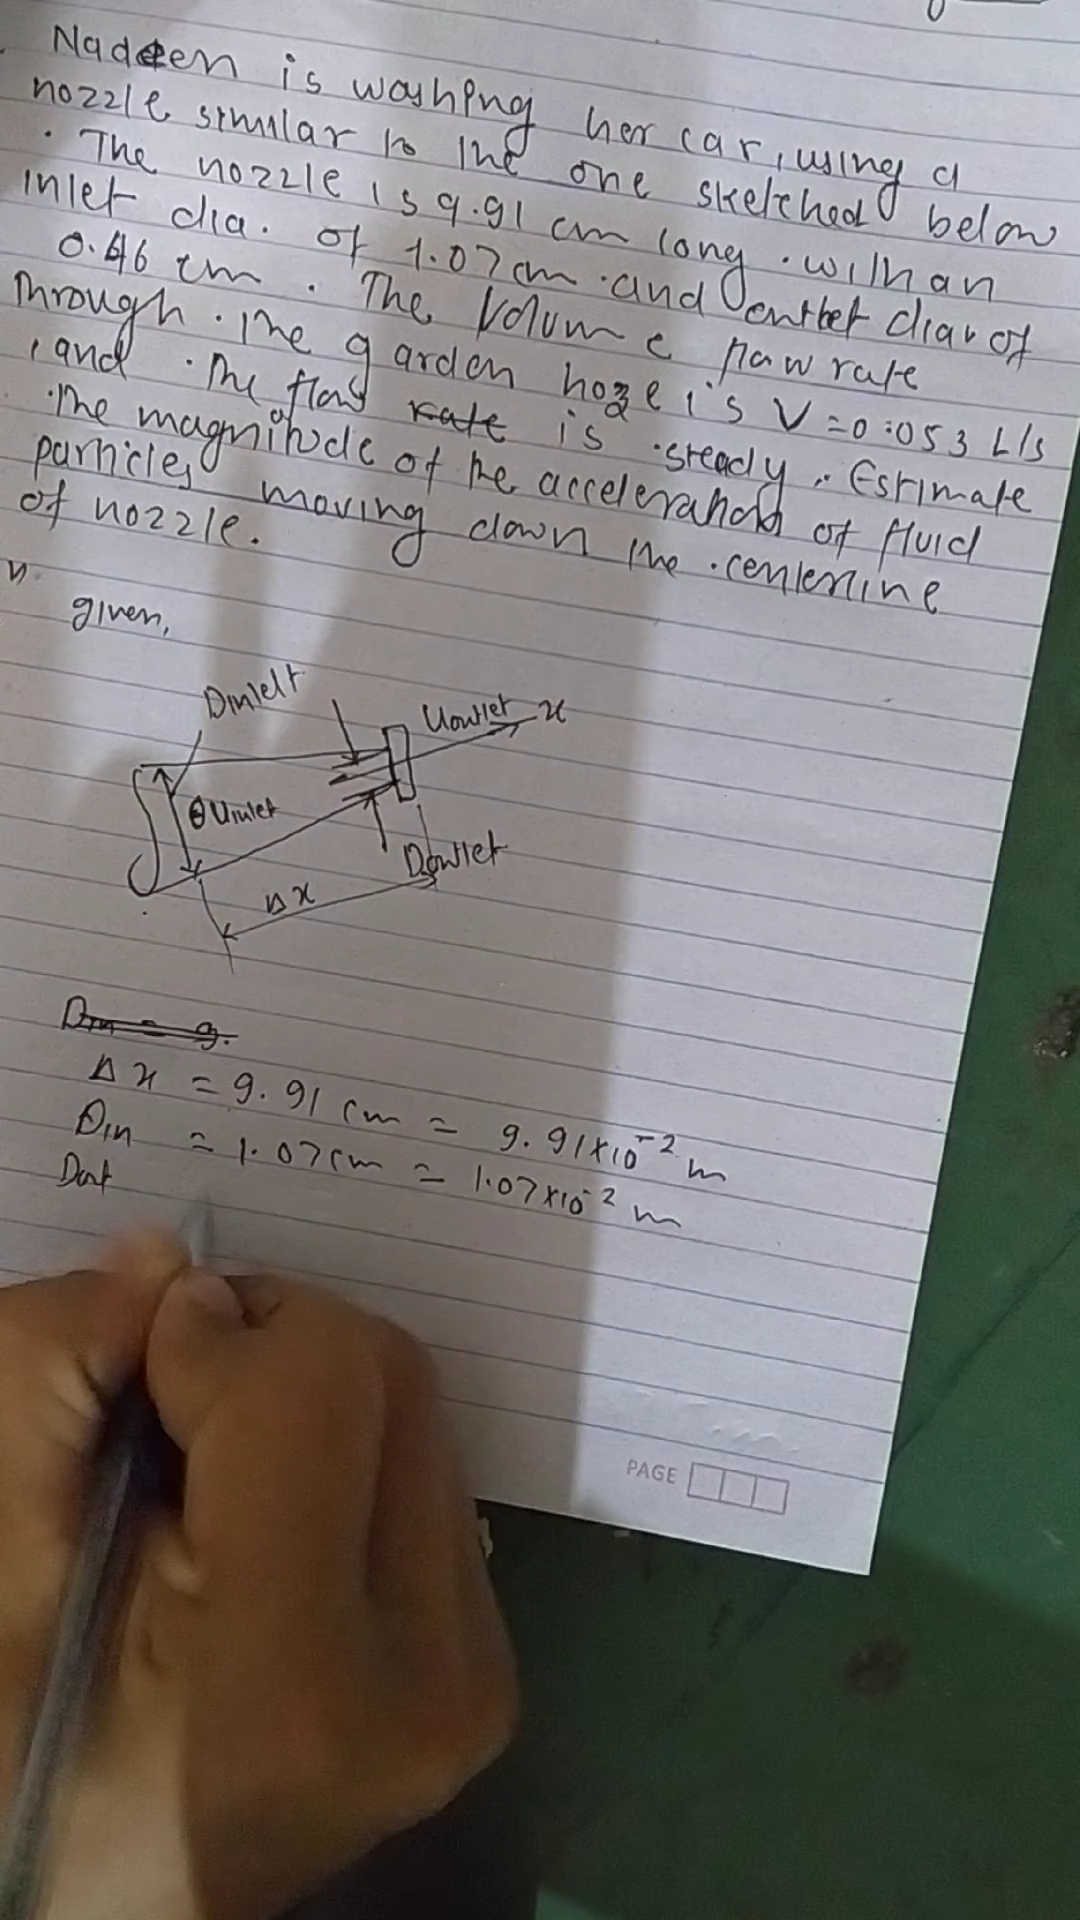 Nadeen is washing her car, using a
nozzle similar to the one sketched below
. The nozzle is 9.91 cm long . with an
inlet dia. of 1.07 cm . and outlet dia. of
0.46 cm . The Volume flow rate
Through . The garden hoze is V = 0.053 L/s
, and . The flow rate is steady . Estimate
. The magnitude of the acceleration of fluid
particles moving down the .centerline
of nozzle.
given,
Dinlelt
Uoutlet x
Uinlet
Doutlet
Δx
Din = 9.
Δx = 9.91 cm = 9.91×10⁻² m
Din = 1.07 cm = 1.07×10⁻² m
Dout
PAGE